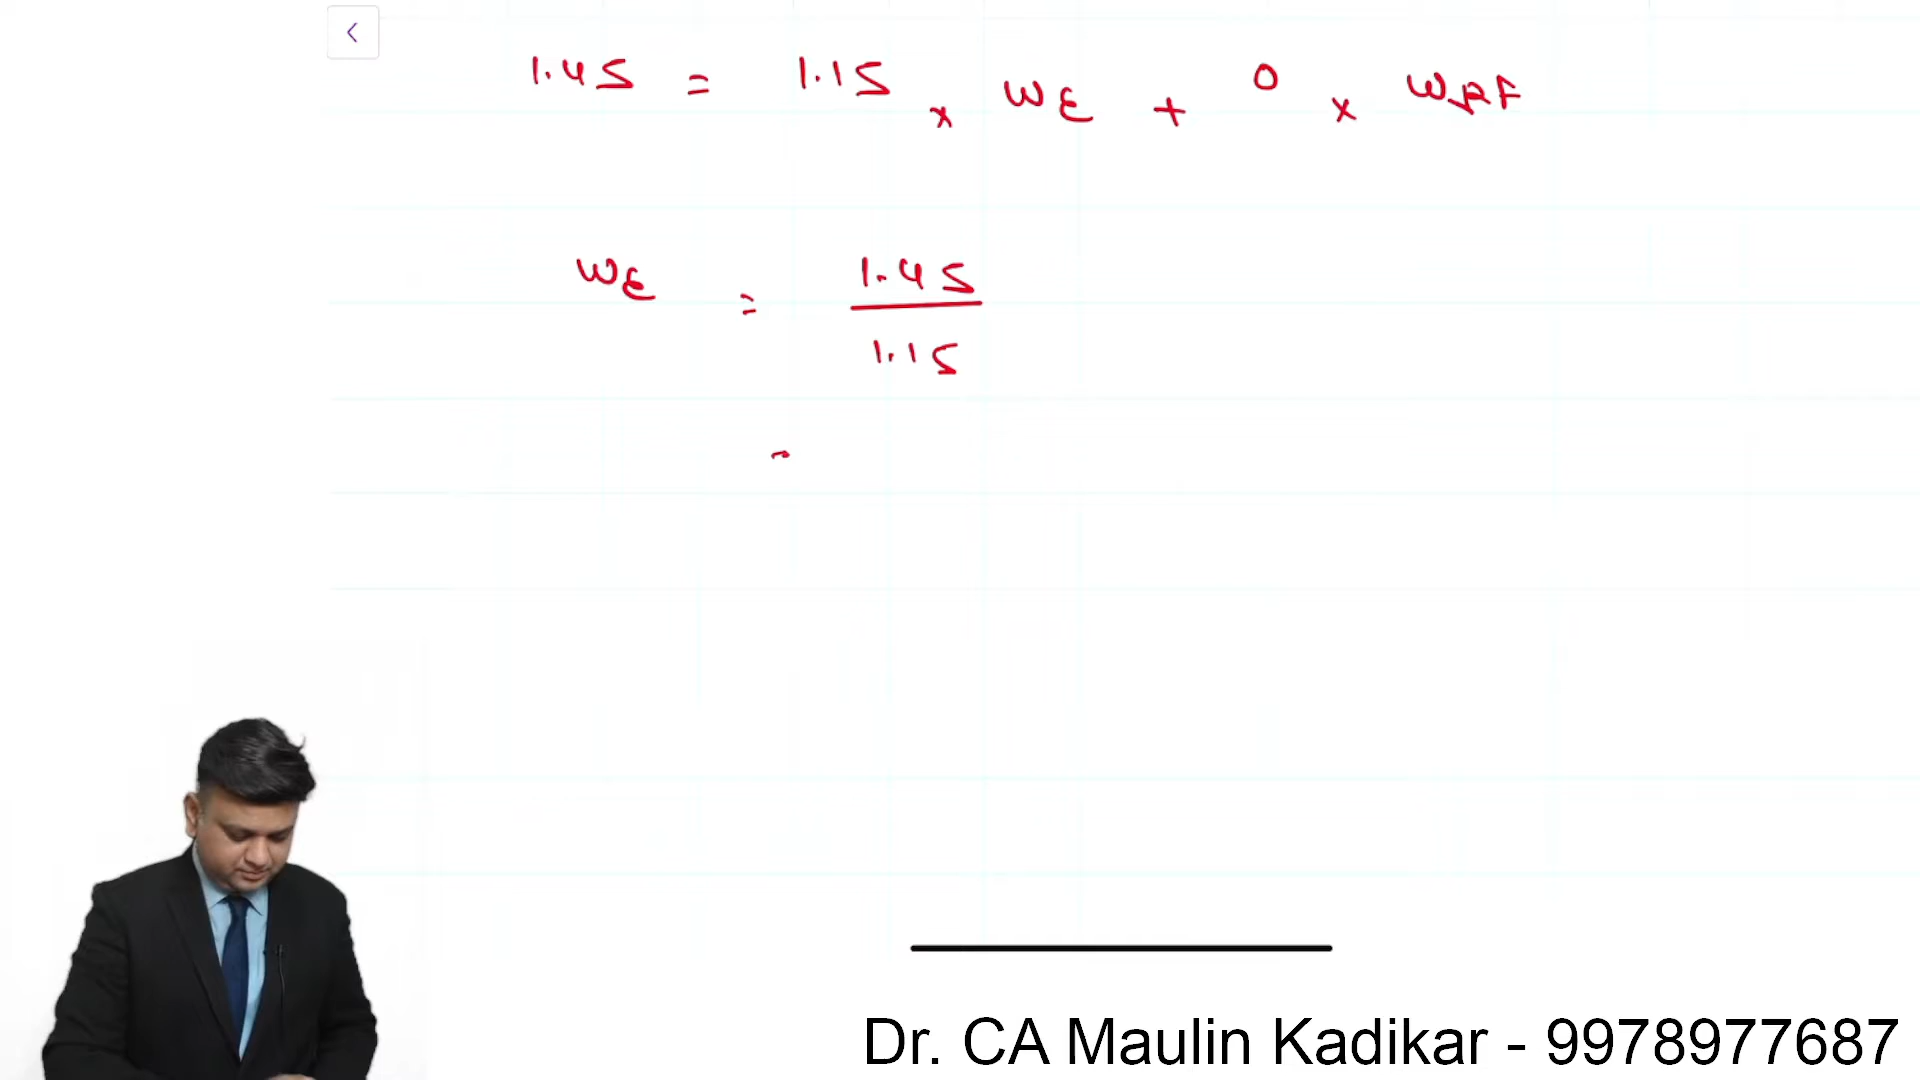 1.45 = 1.15 × WE + 0 × WRF
WE = 1.45
1.15
=
Dr. CA Maulin Kadikar - 9978977687